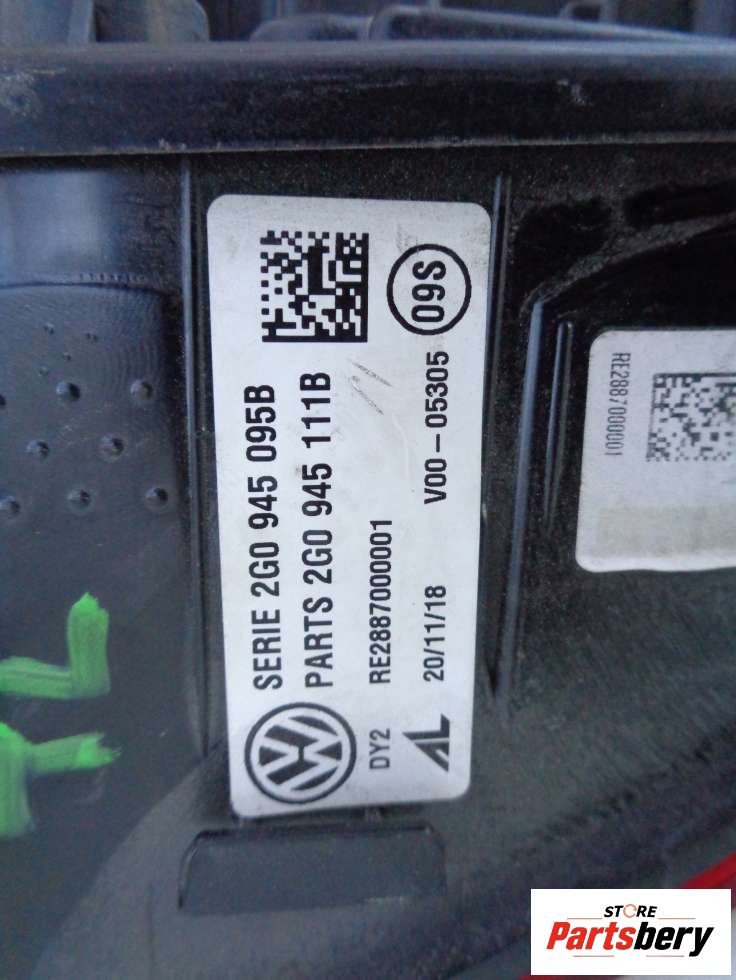 SERIE 2G0 945 095B
PARTS 2G0 945 111B
DY2 RE2887000001
20/11/18 V00-05305
AL
09S
RE2887000001
STORE
Partsbery